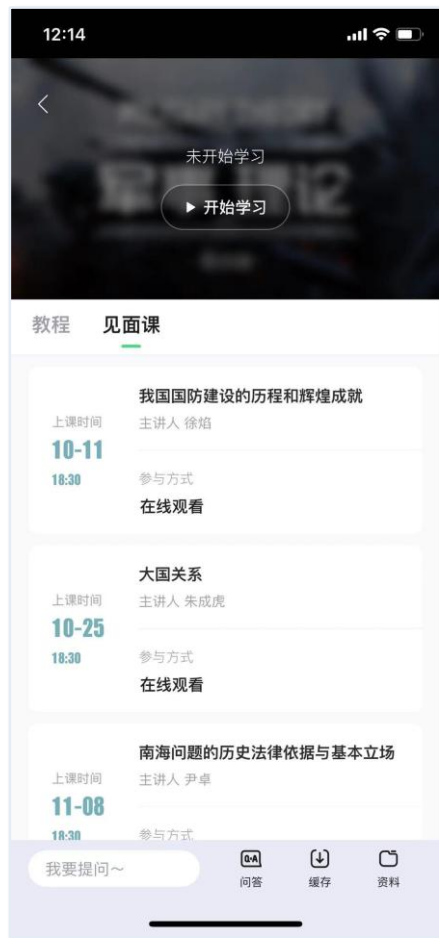 12:14
未开始学习
开始学习
教程 见面课
我国国防建设的历程和辉煌成就
上课时间
主讲人 徐焰
10-11
18:30
参与方式
在线观看
大国关系
上课时间
主讲人 朱成虎
10-25
18:30
参与方式
在线观看
南海问题的历史法律依据与基本立场
上课时间
主讲人 尹卓
11-08
18:30
参与方式
我要提问~
Q·A
问答 缓存 资料